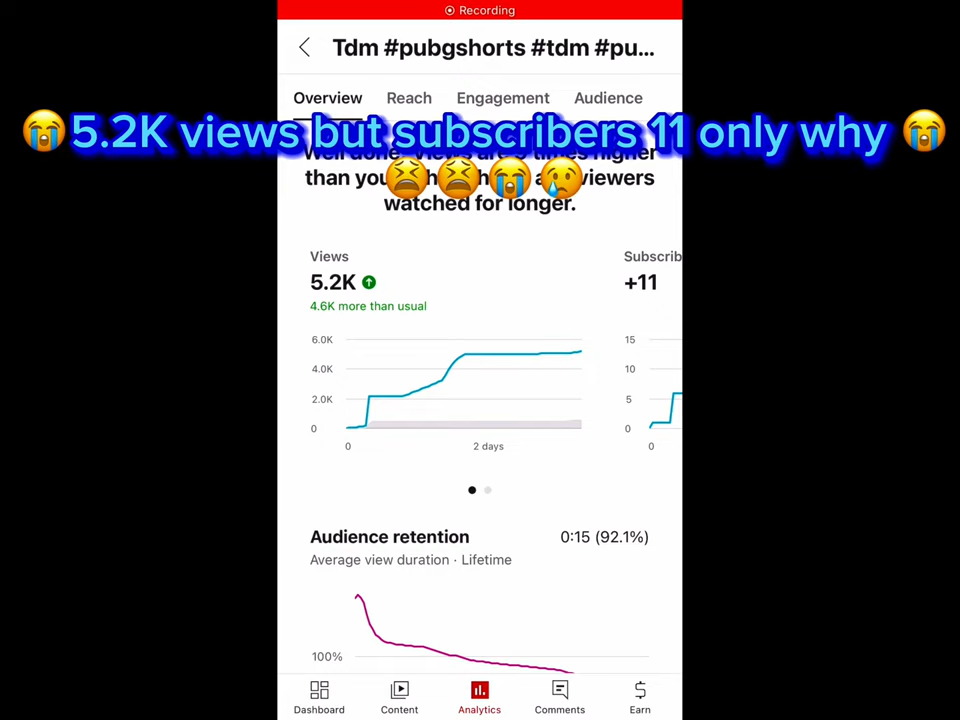 Recording
Tdm #pubgshorts #tdm #pu...
Overview Reach Engagement Audience
😭5.2K views but subscribers 11 only why 😭
😫😫😭😢
higher
than you viewers
watched for longer.
Views
5.2K
4.6K more than usual
6.0K
4.0K
2.0K
0
0 2 days
Subscrib
+11
15
10
5
0
0
Audience retention 0:15 (92.1%)
Average view duration · Lifetime
100%
Dashboard Content Analytics Comments Earn